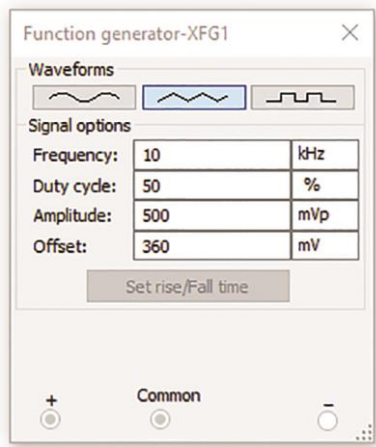 Function generator-XFG1
Waveforms
Signal options
Frequency: 10 kHz
Duty cycle: 50 %
Amplitude: 500 mVp
Offset: 360 mV
Set rise/Fall time
+ Common –